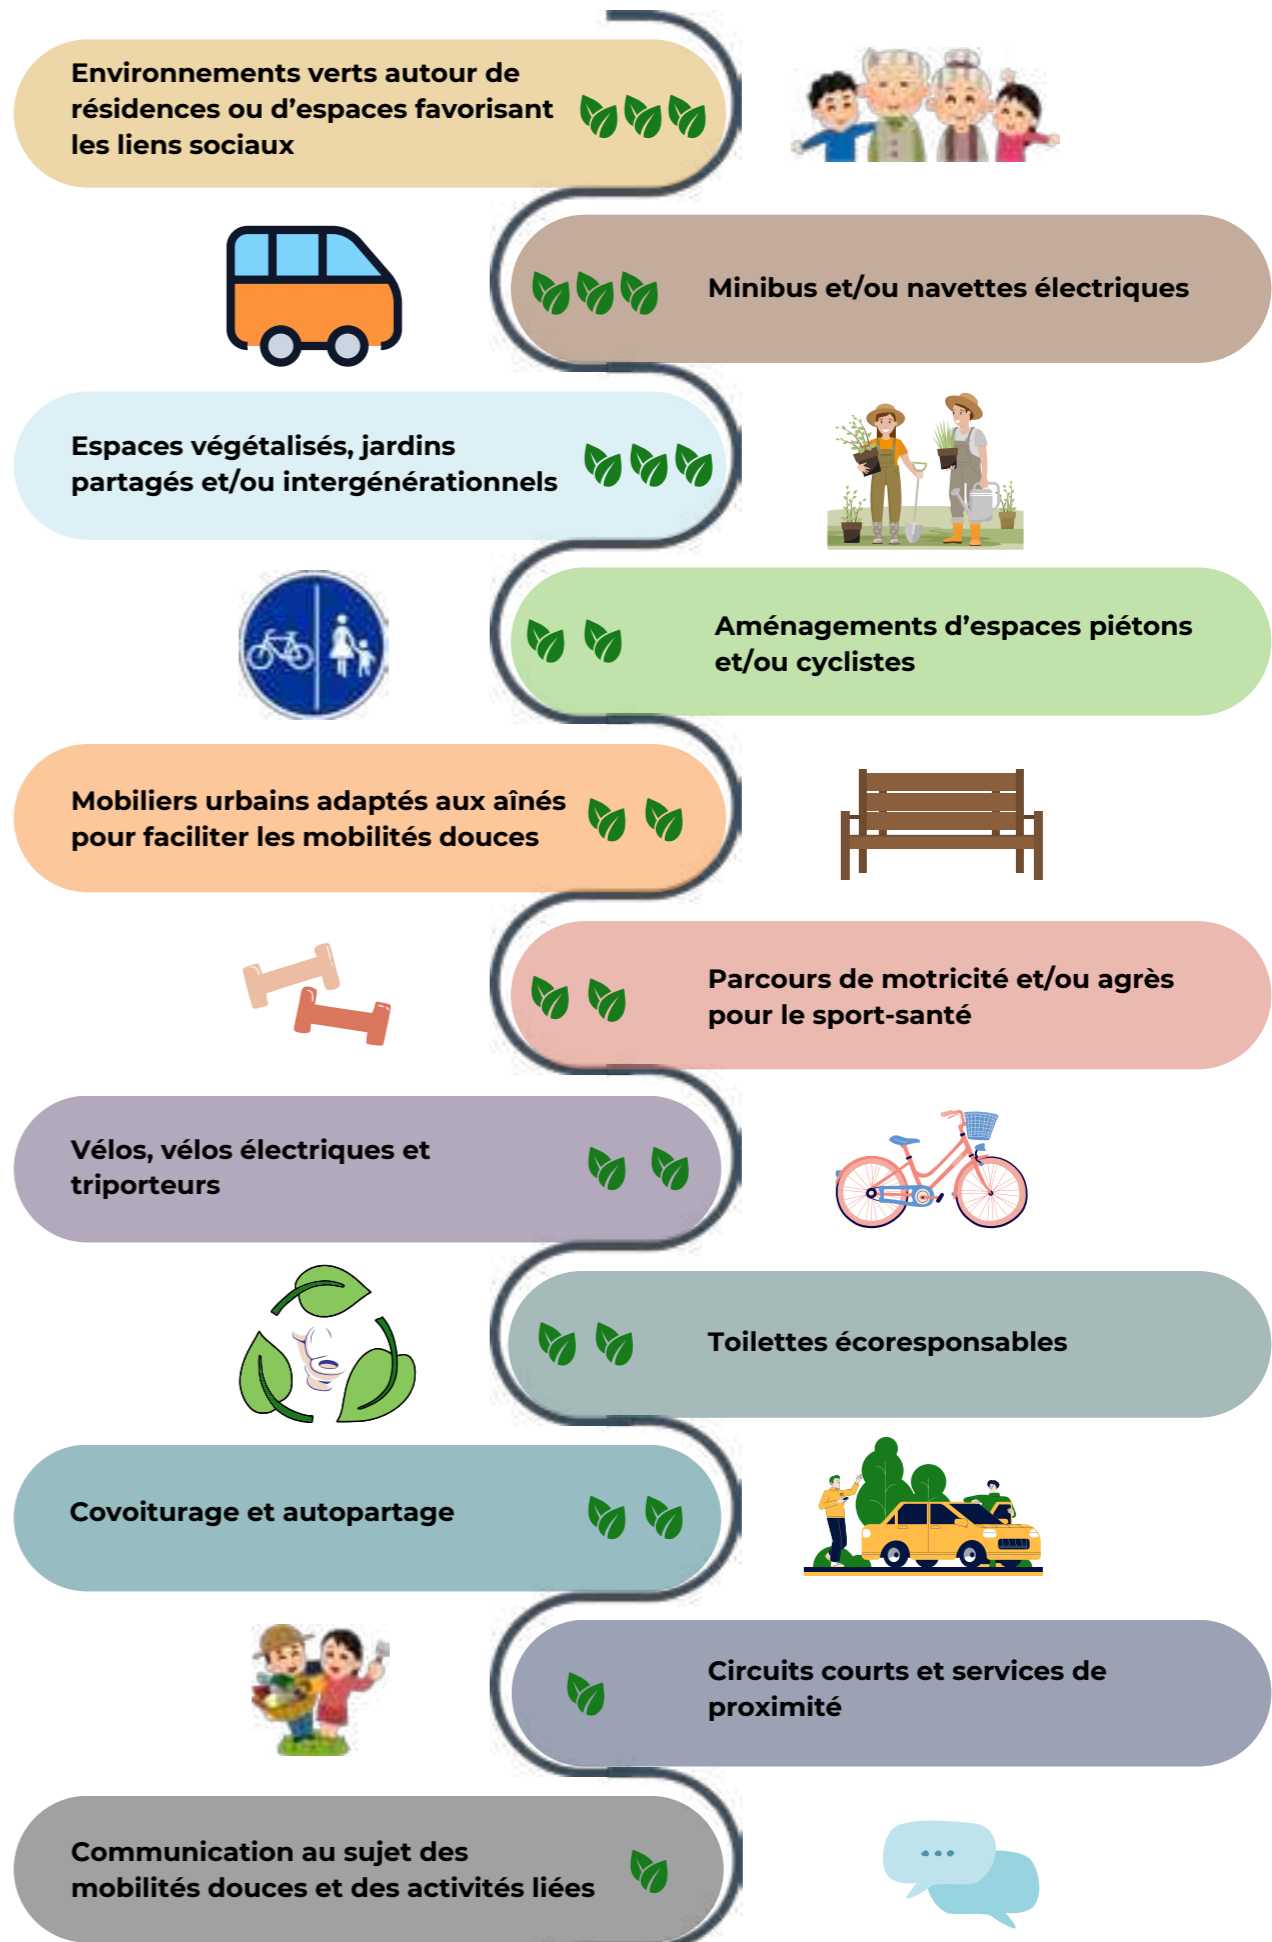 Environnements verts autour de
résidences ou d’espaces favorisant
les liens sociaux
Minibus et/ou navettes électriques
Espaces végétalisés, jardins
partagés et/ou intergénérationnels
Aménagements d’espaces piétons
et/ou cyclistes
Mobiliers urbains adaptés aux aînés
pour faciliter les mobilités douces
Parcours de motricité et/ou agrès
pour le sport-santé
Vélos, vélos électriques et
triporteurs
Toilettes écoresponsables
Covoiturage et autopartage
Circuits courts et services de
proximité
Communication au sujet des
mobilités douces et des activités liées